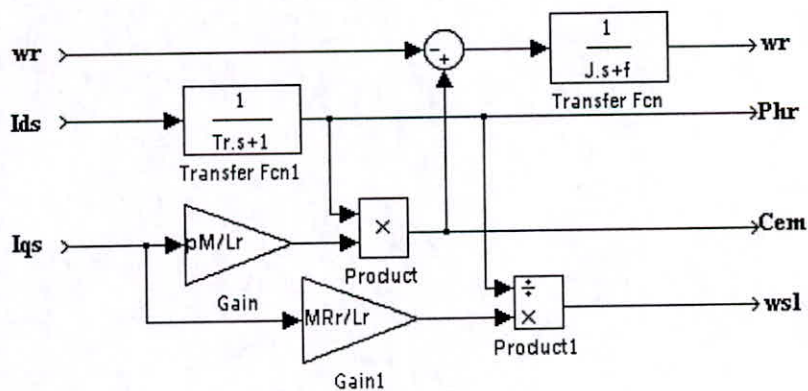 wr
-
+
1
J.s+f
Transfer Fcn
wr
Ids
1
Tr.s+1
Transfer Fcn1
Phr
Iqs
pM/Lr
Gain
×
Product
Cem
MRr/Lr
Gain1
÷
×
Product1
wsl